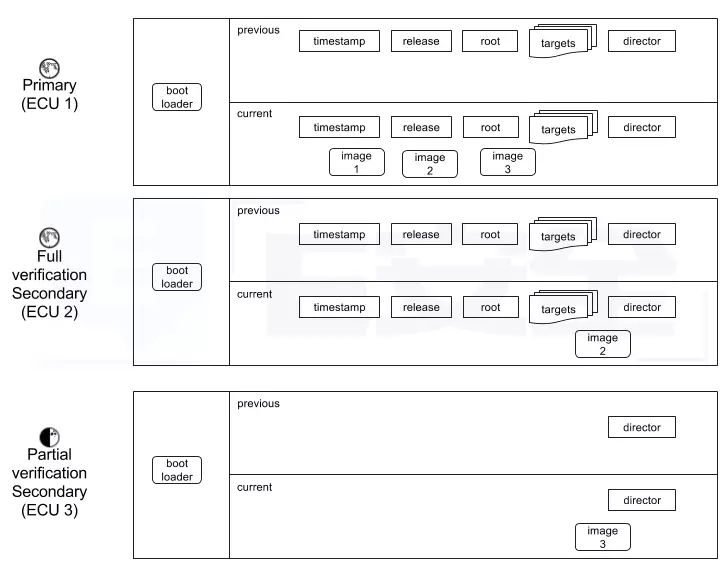 previous
timestamp
release
root
targets
director
Primary
(ECU 1)
boot
loader
current
timestamp
release
root
targets
director
image
1
image
2
image
3
previous
timestamp
release
root
targets
director
Full
verification
Secondary
(ECU 2)
boot
loader
current
timestamp
release
root
targets
director
image
2
previous
director
Partial
verification
Secondary
(ECU 3)
boot
loader
current
director
image
3